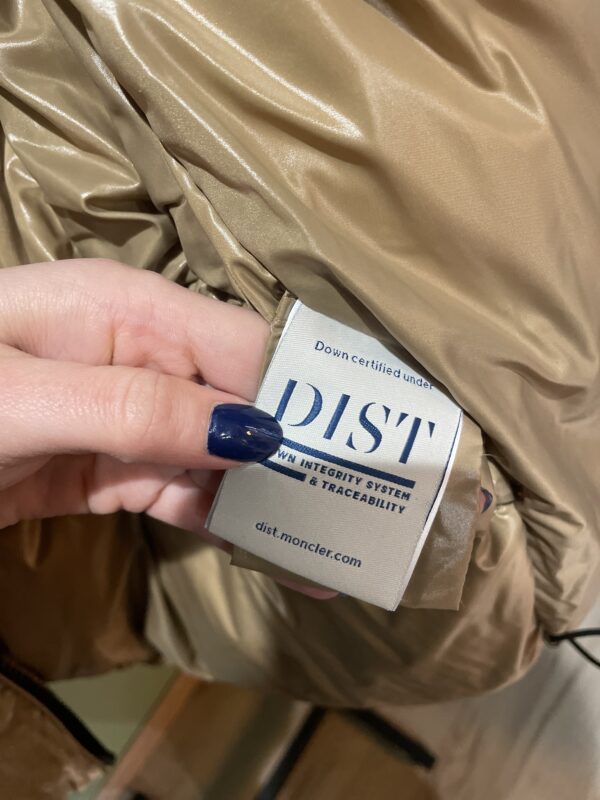 Down certified under
DIST
WN INTEGRITY SYSTEM
& TRACEABILITY
dist.moncler.com